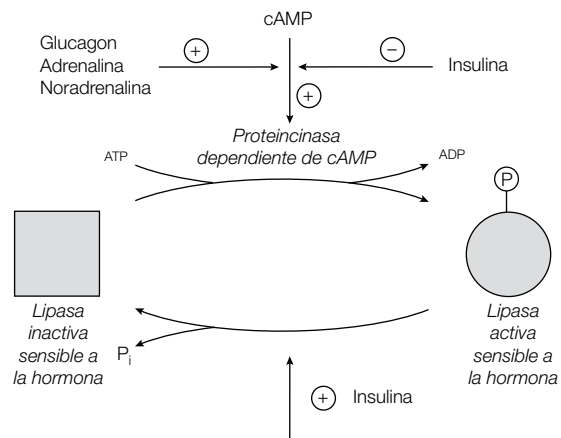 cAMP
Glucagon
Adrenalina
Noradrenalina
+
−
Insulina
+
Proteincinasa
dependiente de cAMP
ATP
ADP
P
Lipasa
inactiva
sensible a
la hormona
Lipasa
activa
sensible a
la hormona
Pi
+ Insulina